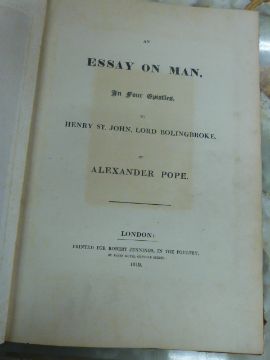 AN
ESSAY ON MAN,
In Four Epistles,
TO
HENRY ST. JOHN, LORD BOLINGBROKE.
BY
ALEXANDER POPE.
LONDON:
PRINTED FOR ROBERT JENNINGS, IN THE POULTRY,
1819.